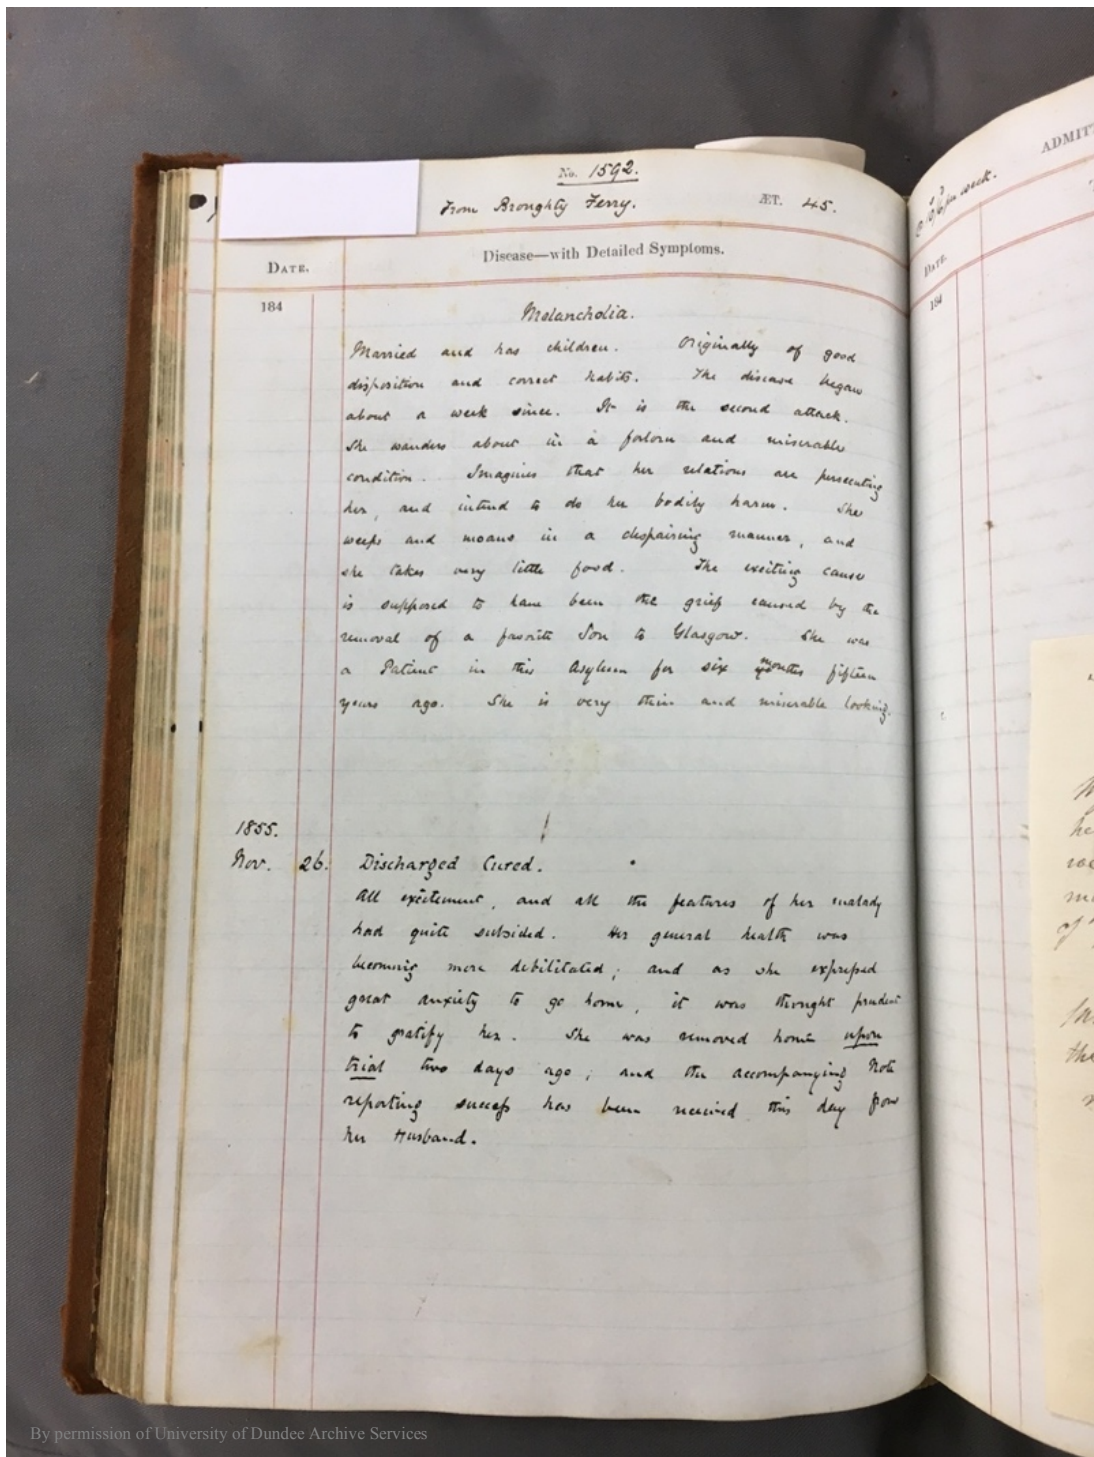 No. 1592.
From Broughty Ferry. ÆT. 45.
DATE. Disease—with Detailed Symptoms.
184
Melancholia.
Married and has children. Originally of good
disposition and correct habits. The disease began
about a week since. It is the second attack.
She wanders about in a forlorn and miserable
condition. Imagines that her relations are persecuting
her, and intend to do her bodily harm. She
weeps and moans in a despairing manner, and
she takes very little food. The exciting cause
is supposed to have been the grief caused by the
removal of a favorite Son to Glasgow. She was
a Patient in this Asylum for six months fifteen
years ago. She is very thin and miserable looking.
1855.
Nov. 26. Discharged Cured.
All excitement, and all the features of her malady
had quite subsided. Her general health was
becoming more debilitated; and as she expressed
great anxiety to go home, it was thought prudent
to gratify her. She was removed home upon
trial two days ago; and the accompanying Note
reporting success has been received this day from
her Husband.
ADMIT
week.
DATE.
184
By permission of University of Dundee Archive Services